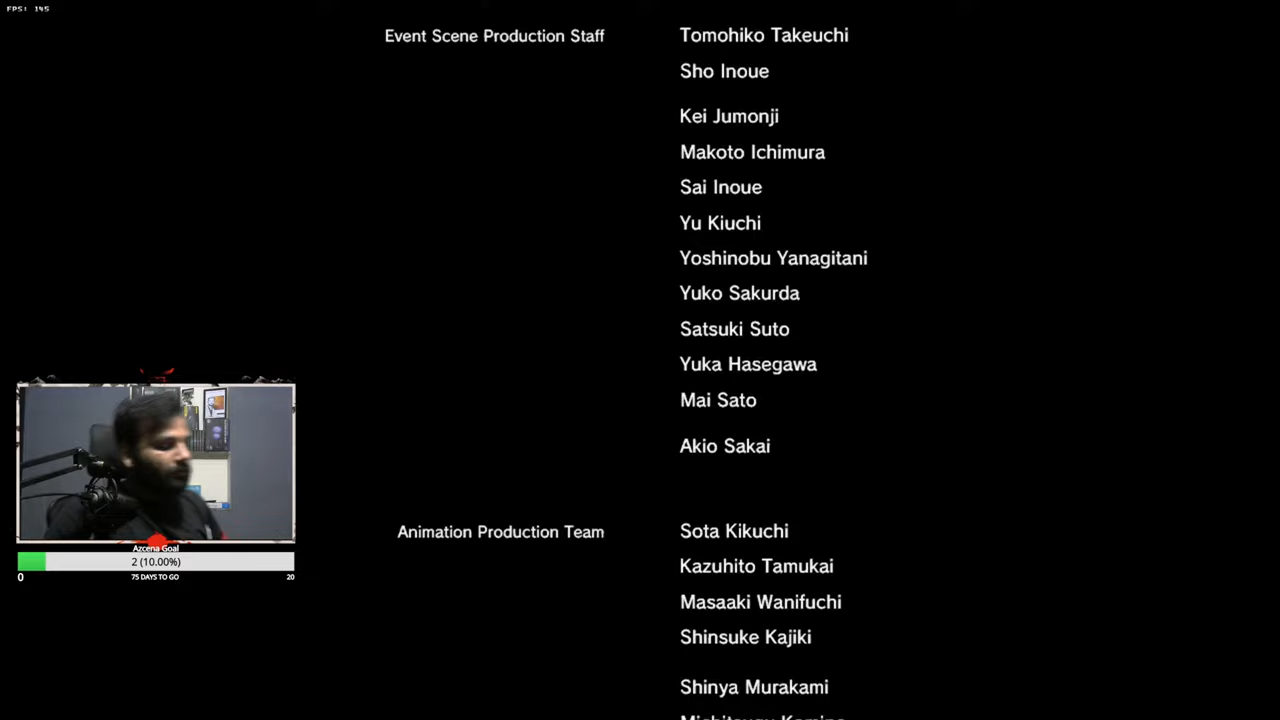 FPS: 145
Event Scene Production Staff
Tomohiko Takeuchi
Sho Inoue
Kei Jumonji
Makoto Ichimura
Sai Inoue
Yu Kiuchi
Yoshinobu Yanagitani
Yuko Sakurda
Satsuki Suto
Yuka Hasegawa
Mai Sato
Akio Sakai
Animation Production Team
Sota Kikuchi
Kazuhito Tamukai
Masaaki Wanifuchi
Shinsuke Kajiki
Shinya Murakami
Azcena Goal
2 (10.00%)
0
75 DAYS TO GO
20